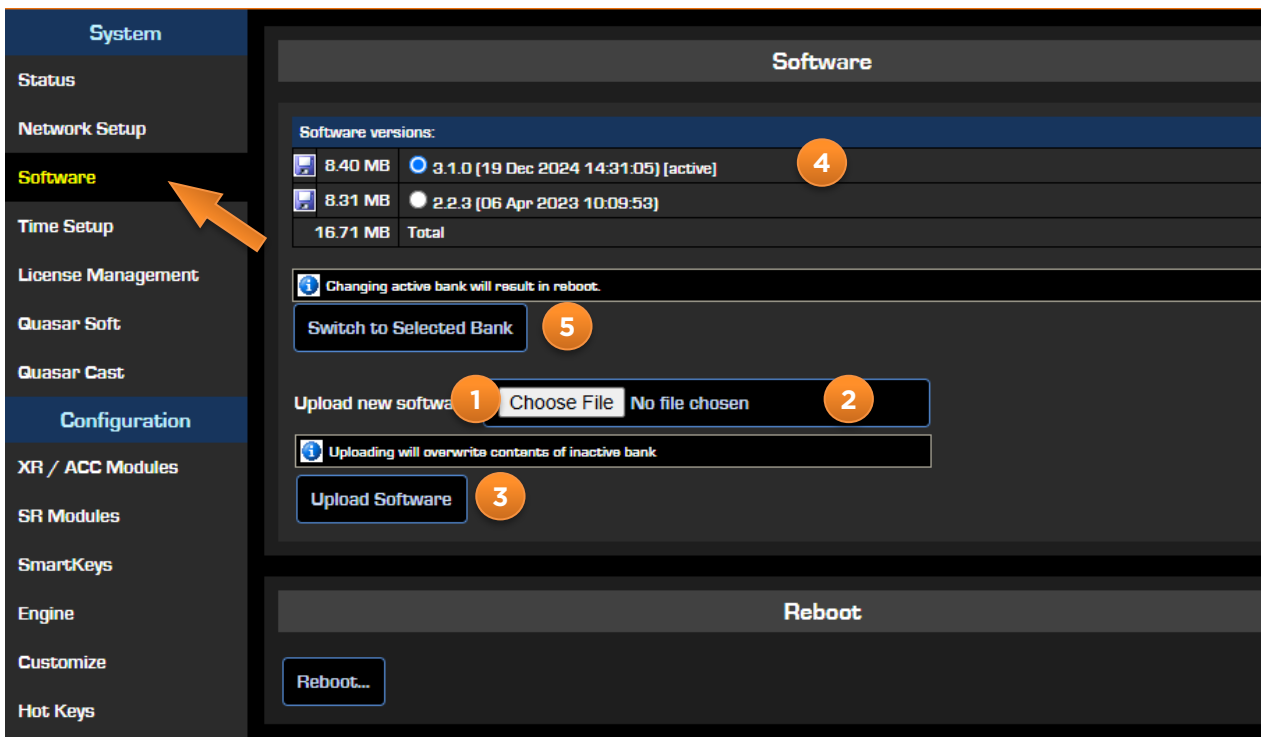 System
Status
Network Setup
Software
Time Setup
License Management
Quasar Soft
Quasar Cast
Configuration
XR / ACC Modules
SR Modules
SmartKeys
Engine
Customize
Hot Keys
Software
Software versions:
8.40 MB 3.1.0 (19 Dec 2024 14:31:05) [active]
4
8.31 MB 2.2.3 (06 Apr 2023 10:09:53)
16.71 MB Total
Changing active bank will result in reboot.
Switch to Selected Bank
5
Upload new softwa
1
Choose File No file chosen
2
Uploading will overwrite contents of inactive bank
Upload Software
3
Reboot
Reboot...